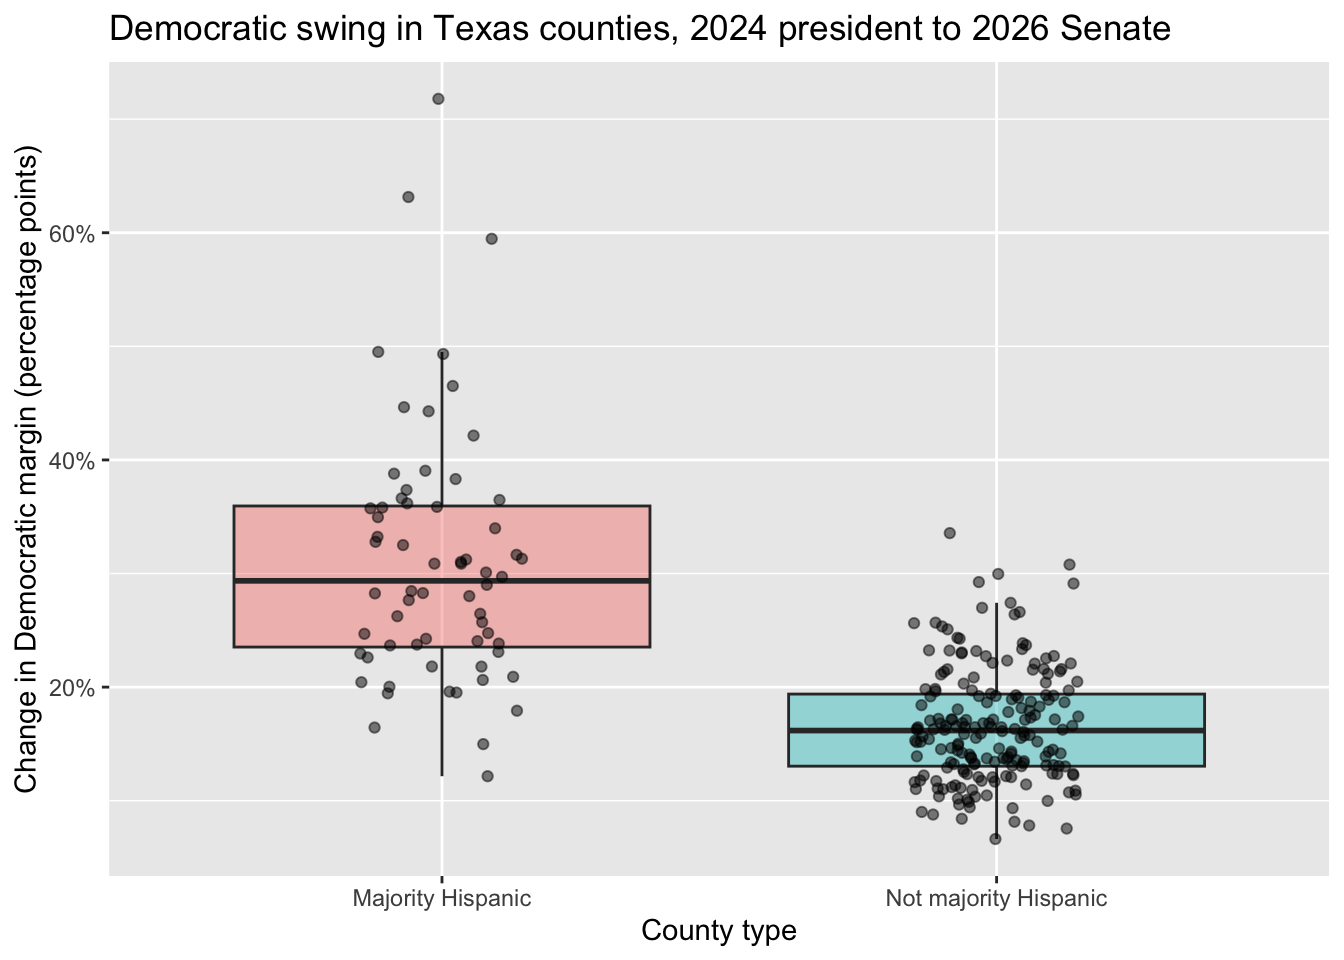 Democratic swing in Texas counties, 2024 president to 2026 Senate
Change in Democratic margin (percentage points)
60%
40%
20%
Majority Hispanic
Not majority Hispanic
County type